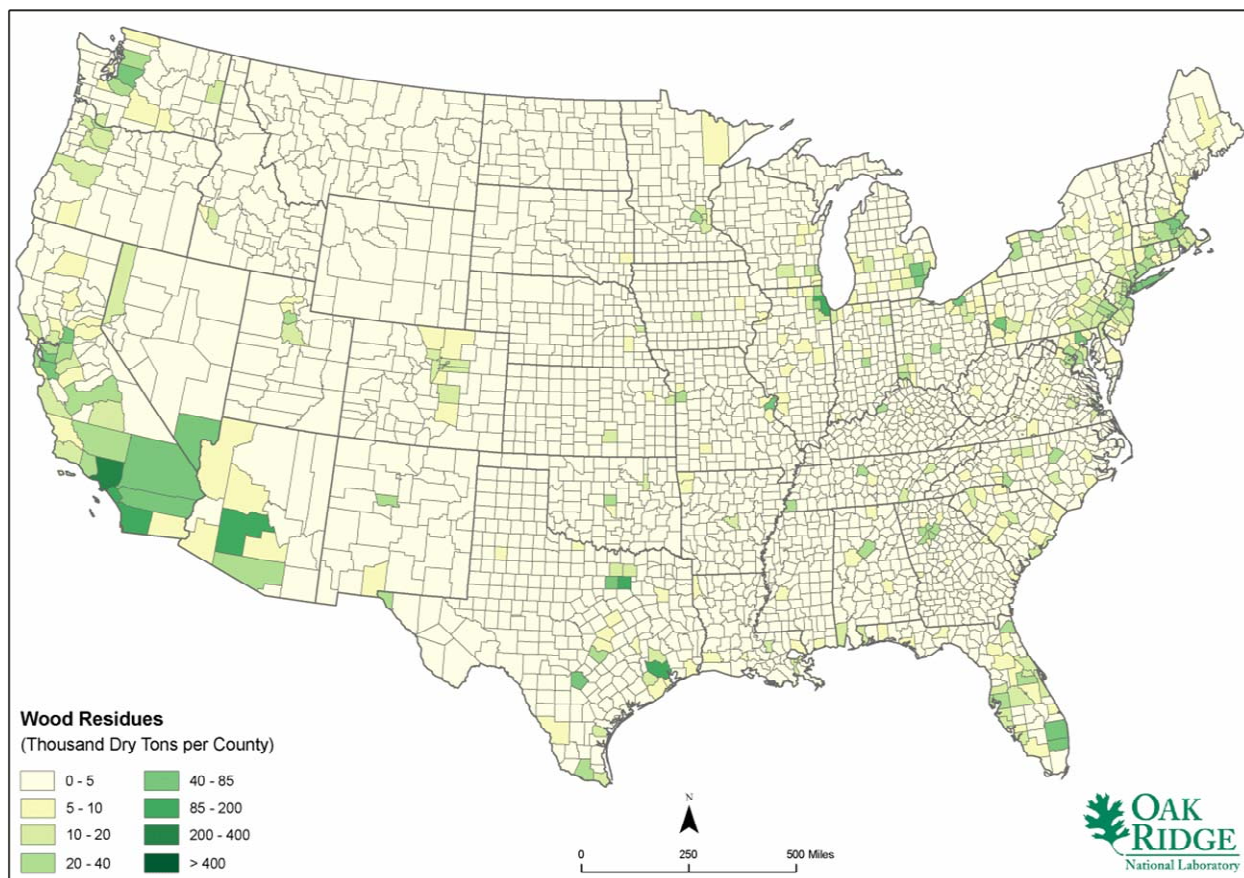 Wood Residues
(Thousand Dry Tons per County)
0 - 5
5 - 10
10 - 20
20 - 40
40 - 85
85 - 200
200 - 400
> 400
N
0 250 500 Miles
OAK
RIDGE
National Laboratory